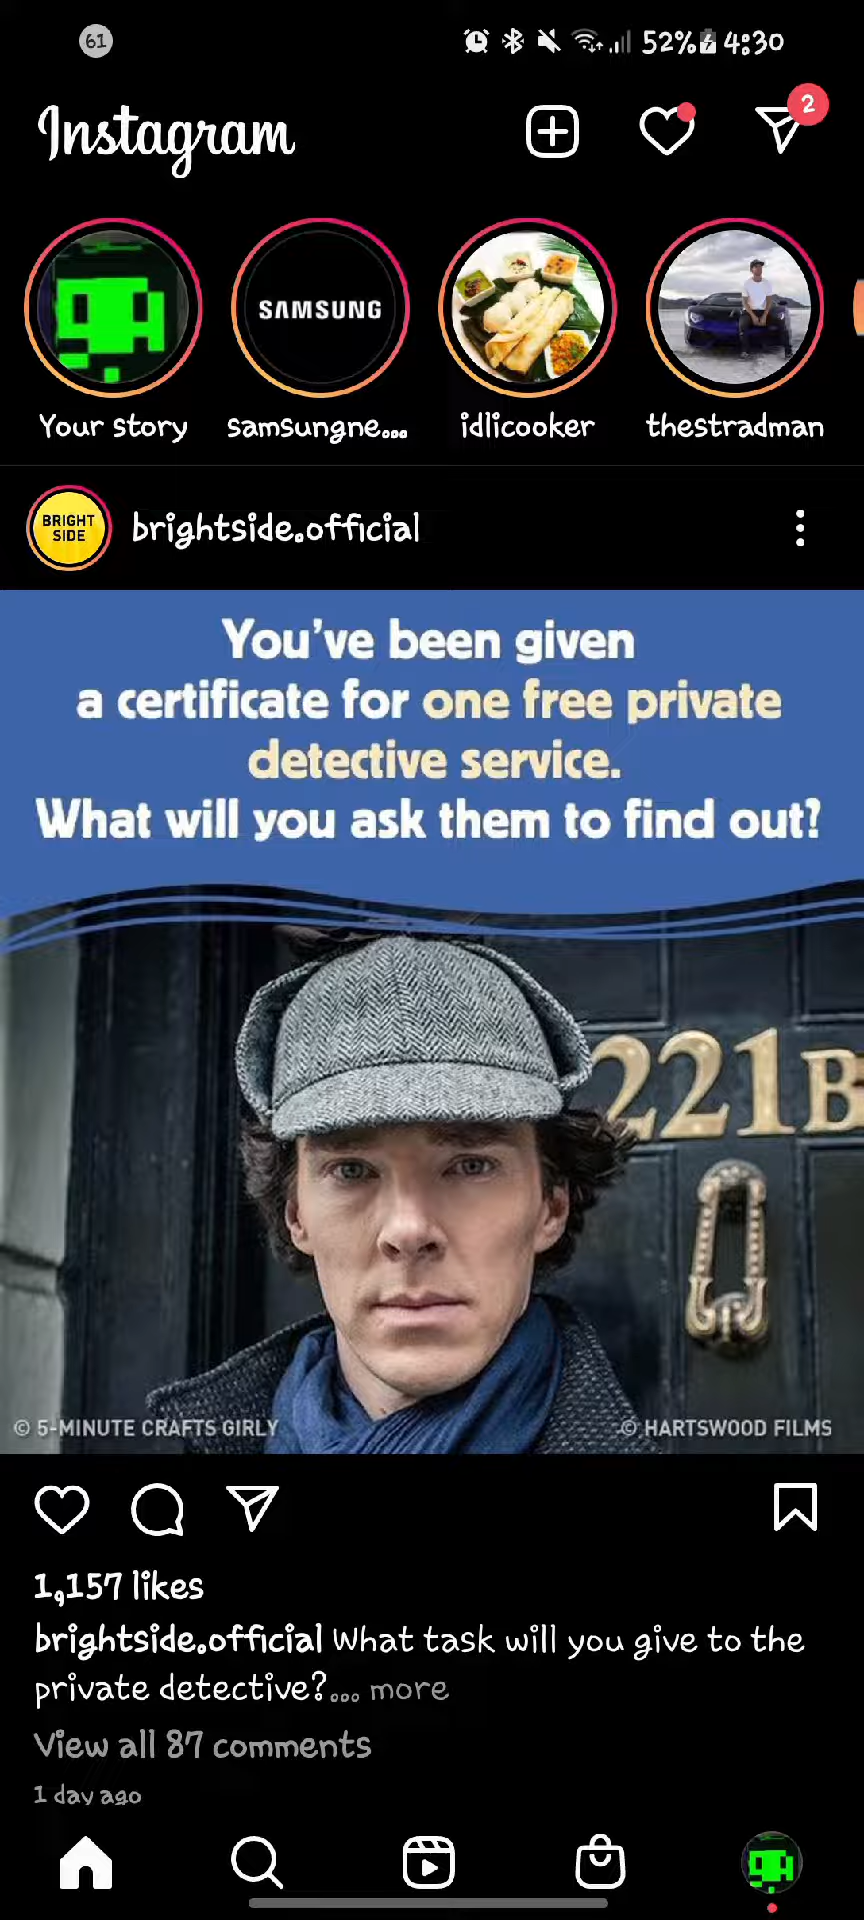 61
52% 4:30
Instagram
2
SAMSUNG
Your story
samsungne...
idlicooker
thestradman
BRIGHT
SIDE
brightside.official
You've been given
a certificate for one free private
detective service.
What will you ask them to find out?
221B
© 5-MINUTE CRAFTS GIRLY
© HARTSWOOD FILMS
1,157 likes
brightside.official What task will you give to the
private detective?... more
View all 87 comments
1 day ago